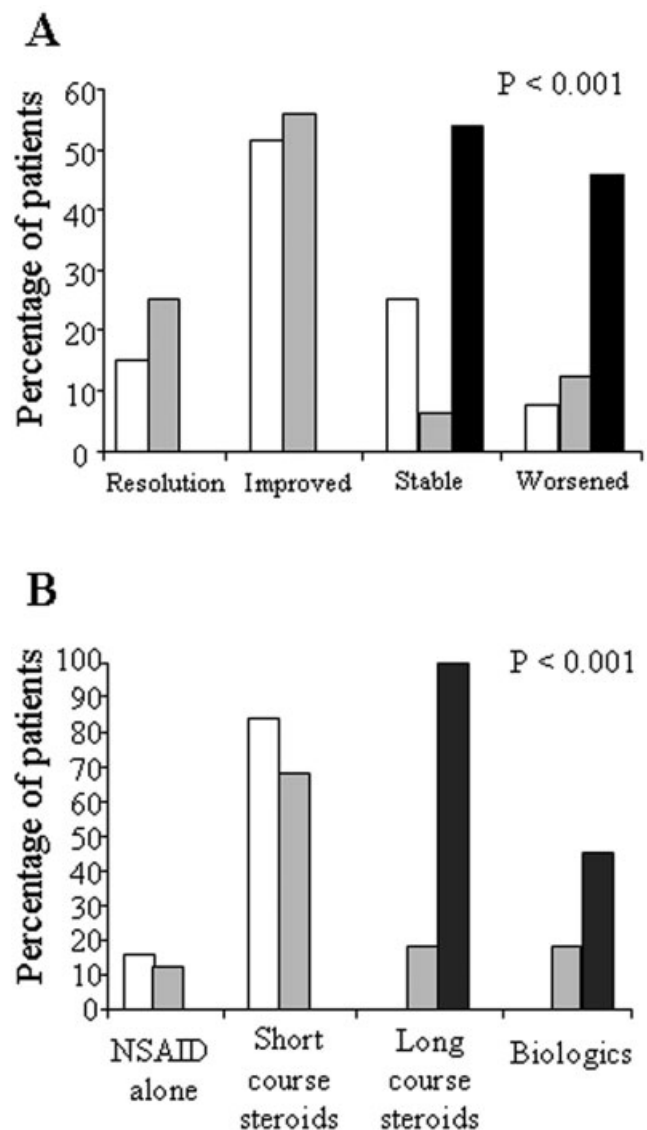 A
P < 0.001
Percentage of patients
60
50
40
30
20
10
0
Resolution Improved Stable Worsened
B
P < 0.001
Percentage of patients
100
90
80
70
60
50
40
30
20
10
0
NSAID alone
Short course steroids
Long course steroids
Biologics